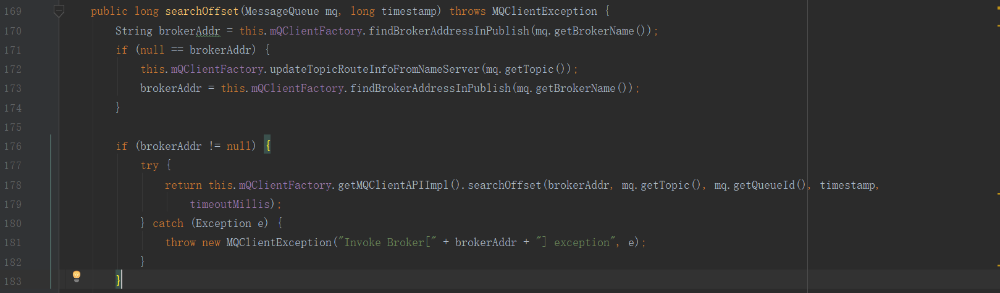 169 public long searchOffset(MessageQueue mq, long timestamp) throws MQClientException {
170 String brokerAddr = this.mQClientFactory.findBrokerAddressInPublish(mq.getBrokerName());
171 if (null == brokerAddr) {
172 this.mQClientFactory.updateTopicRouteInfoFromNameServer(mq.getTopic());
173 brokerAddr = this.mQClientFactory.findBrokerAddressInPublish(mq.getBrokerName());
174 }
175
176 if (brokerAddr != null) {
177 try {
178 return this.mQClientFactory.getMQClientAPIImpl().searchOffset(brokerAddr, mq.getTopic(), mq.getQueueId(), timestamp,
179 timeoutMillis);
180 } catch (Exception e) {
181 throw new MQClientException("Invoke Broker[" + brokerAddr + "] exception", e);
182 }
183 }